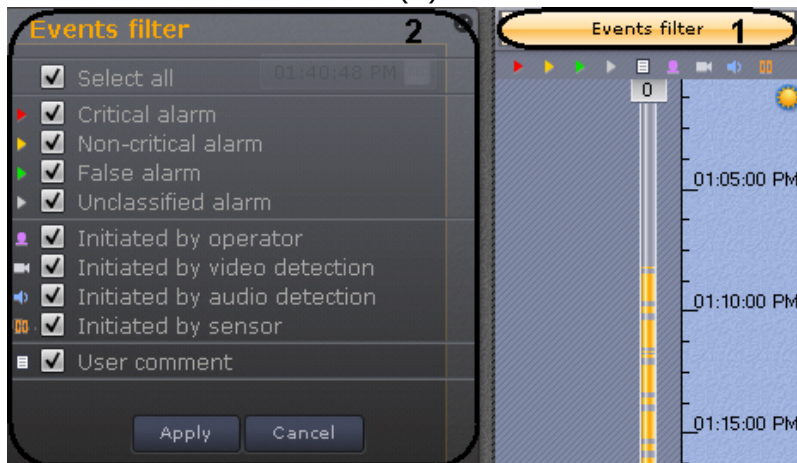 Events filter 2
Select all
01:40:48 PM
Critical alarm
Non-critical alarm
False alarm
Unclassified alarm
Initiated by operator
Initiated by video detection
Initiated by audio detection
Initiated by sensor
User comment
Apply Cancel
Events filter 1
0
01:05:00 PM
01:10:00 PM
01:15:00 PM